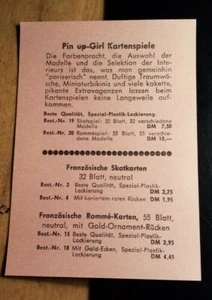 Pin up-Girl Kartenspiele
Die Farbenpracht, die Auswahl der
Modelle und die Selektion der Inte-
rieurs ist das, was man gemeinhin
"pariserisch" nennt. Duftige Traumwä-
sche, Miniaturbikinis und viele kokette,
pikante Extravaganzen lassen beim
Kartenspielen keine Langeweile auf-
kommen.
Beste Qualität, Spezial-Plastik-Lackierung.
Best.-Nr. 19 Skatspiel: 32 Blatt, 32 verschiedene
Modelle DM 7,50
Best.-Nr. 20 Rommespiel: 55 Blatt, 55 verschie-
dene Modelle DM 10,—
Französische Skatkarten
32 Blatt, neutral
Best.-Nr. 3 Beste Qualität, Spezial-Plastik-
Lackierung DM 2,75
Best.-Nr. 4 Mit kariertem roten Rücken DM 1,95
Französische Rommé-Karten, 55 Blatt,
neutral, mit Gold-Ornament-Rücken
Best.-Nr. 15 Beste Qualität, Spezial-Plastik-
Lackierung DM 3,95
Best.-Nr. 18 Mit Gold-Ecken, Spezial-Plastik-
Lackierung DM 4,45